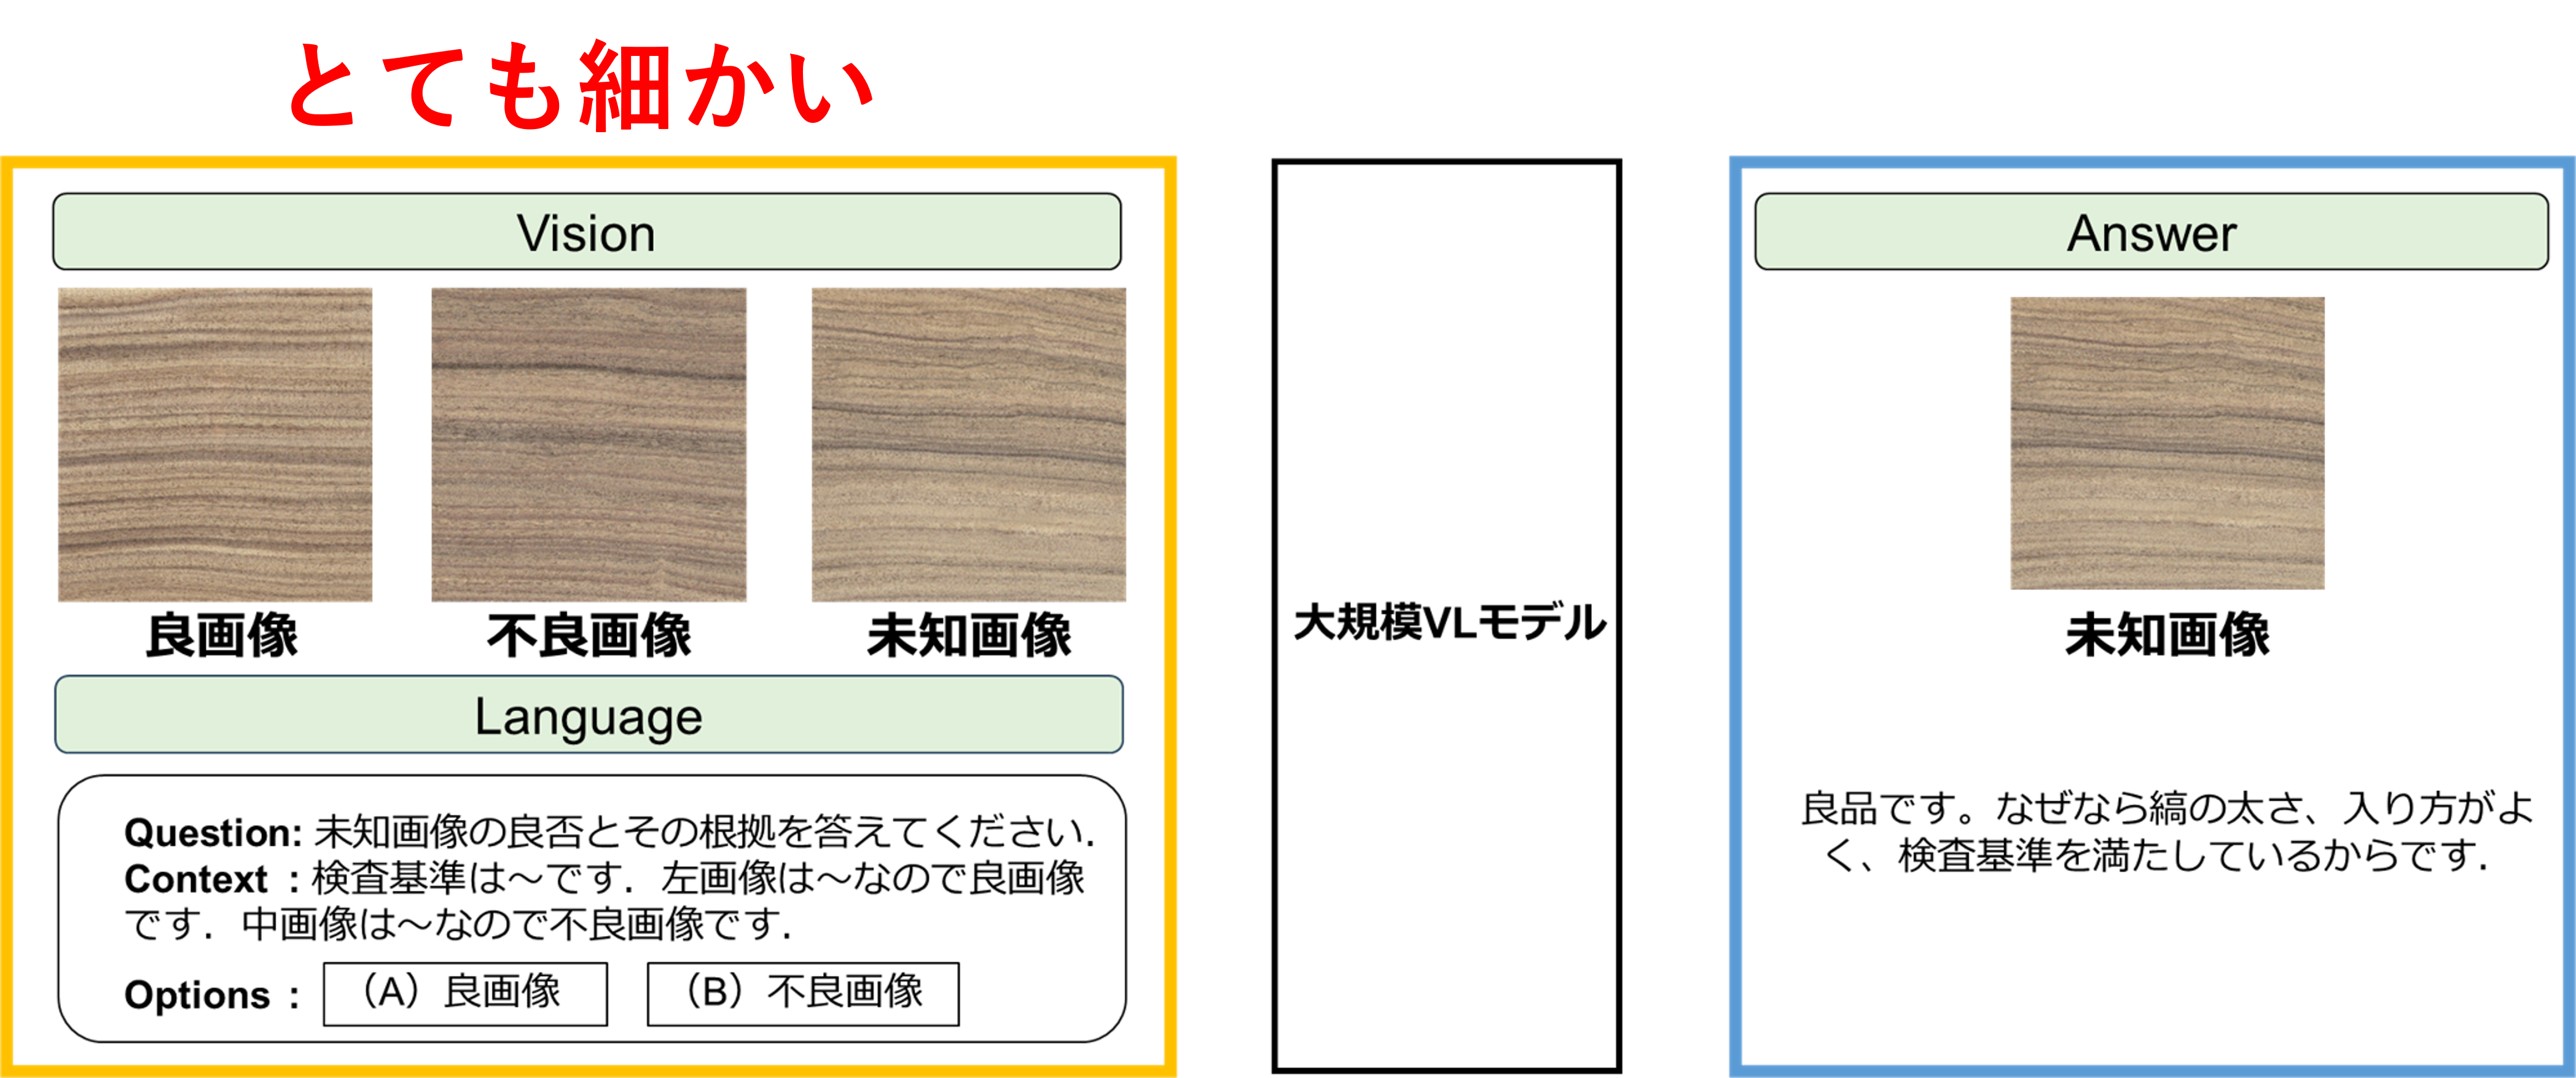 とても細かい
Vision
良画像
不良画像
未知画像
Language
Question: 未知画像の良否とその根拠を答えてください.
Context :検査基準は～です. 左画像は～なので良画像
です. 中画像は～なので不良画像です.
Options :
（A）良画像
（B）不良画像
大規模VLモデル
Answer
未知画像
良品です。なぜなら縞の太さ、入り方がよ
く、検査基準を満たしているからです.